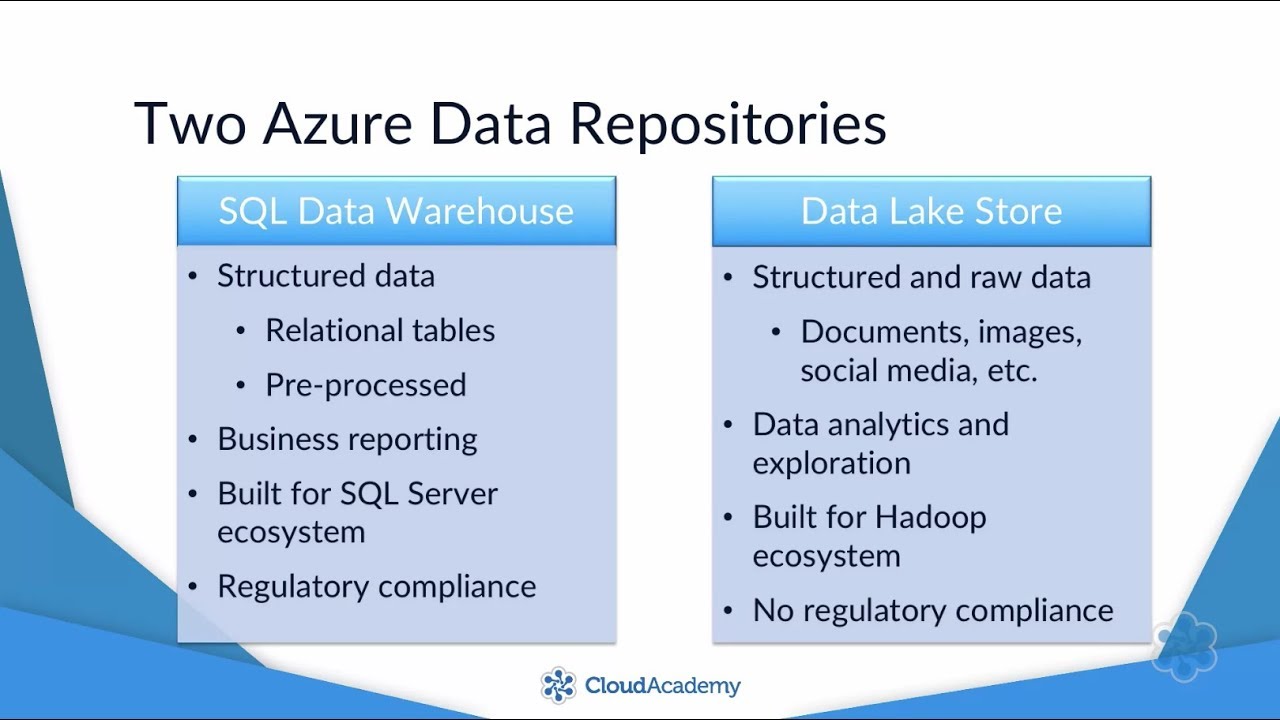 Two Azure Data Repositories
SQL Data Warehouse
• Structured data
• Relational tables
• Pre-processed
• Business reporting
• Built for SQL Server
ecosystem
• Regulatory compliance
Data Lake Store
• Structured and raw data
• Documents, images,
social media, etc.
• Data analytics and
exploration
• Built for Hadoop
ecosystem
• No regulatory compliance
CloudAcademy